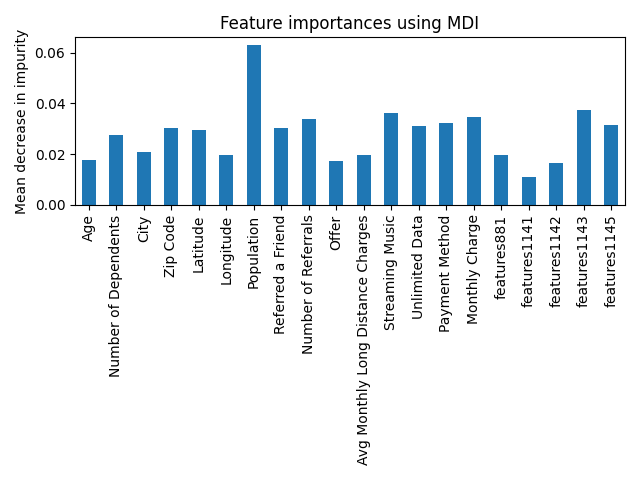 Feature importances using MDI
Mean decrease in impurity
0.06
0.04
0.02
0.00
Age
Number of Dependents
City
Zip Code
Latitude
Longitude
Population
Referred a Friend
Number of Referrals
Offer
Avg Monthly Long Distance Charges
Streaming Music
Unlimited Data
Payment Method
Monthly Charge
features881
features1141
features1142
features1143
features1145